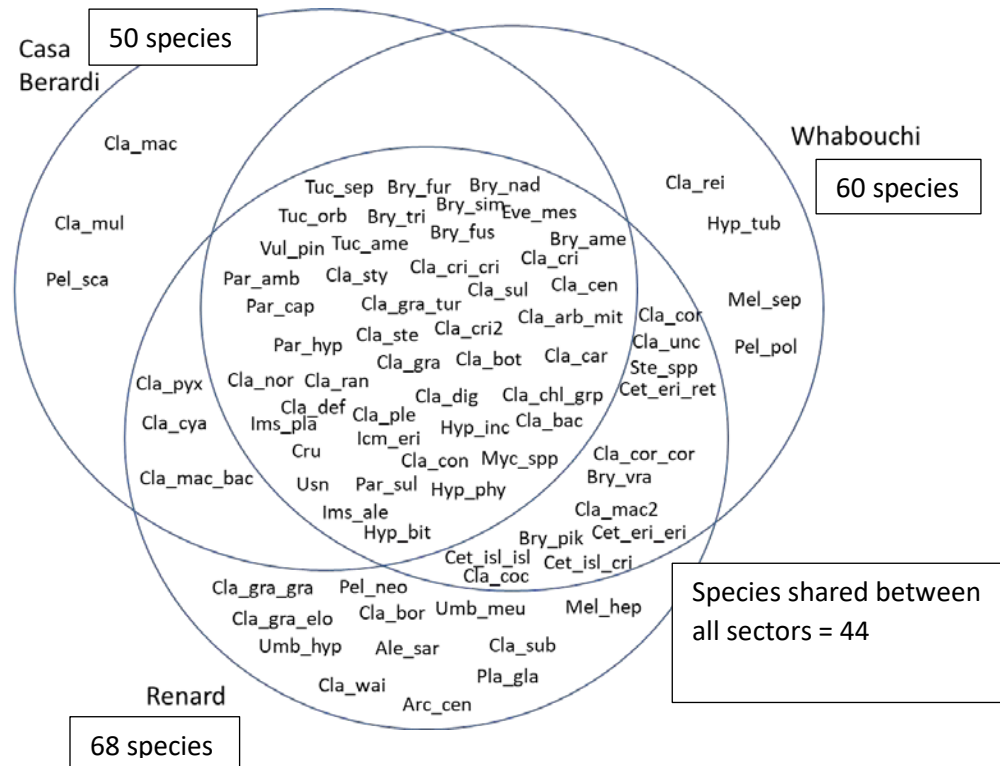 50 species
Casa
Berardi
Cla_mac
Whabouchi
60 species
Cla_rei
Tuc_sep Bry_fur Bry_nad
Bry_sim
Tuc_orb Bry_tri Eve_mes
Cla_mul
Hyp_tub
Bry_fus
Vul_pin Tuc_ame Bry_ame
Cla_cri
Pel_sca
Par_amb Cla_sty Cla_cri_cri
Cla_sul Cla_cen
Mel_sep
Par_cap Cla_gra_tur
Cla_arb_mit Cla_cor
Cla_ste Cla_cri2
Par_hyp
Cla_unc
Pel_pol
Cla_gra Cla_bot Cla_car
Ste_spp
Cla_pyx Cla_nor Cla_ran
Cet_eri_ret
Cla_dig Cla_chl_grp
Cla_def
Cla_ple
Cla_cya Ims_pla
Cla_bac
Icm_eri Hyp_inc
Cru
Cla_con Myc_spp
Cla_cor_cor
Cla_mac_bac
Bry_vra
Usn Par_sul Hyp_phy
Ims_ale
Cla_mac2
Hyp_bit
Bry_pik Cet_eri_eri
Cet_isl_isl Cet_isl_cri
Cla_coc
Cla_gra_gra Pel_neo
Cla_gra_elo Cla_bor Umb_meu Mel_hep
Umb_hyp Ale_sar Cla_sub
Cla_wai Pla_gla
Arc_cen
Species shared between
all sectors = 44
Renard
68 species